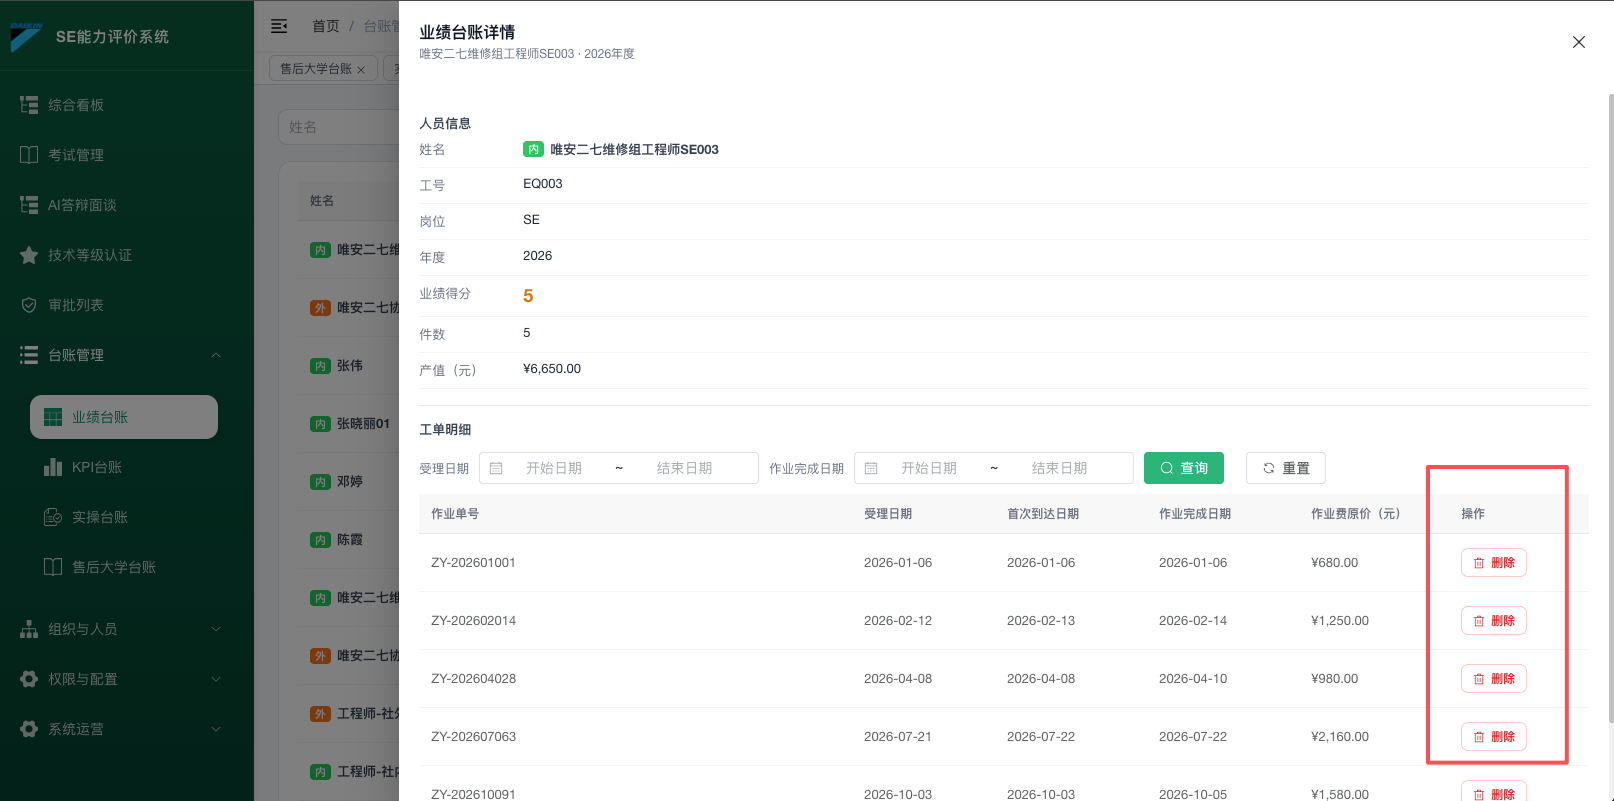 DAIKIN
SE能力评价系统
综合看板
考试管理
AI答辩面谈
技术等级认证
审批列表
台账管理
业绩台账
KPI台账
实操台账
售后大学台账
组织与人员
权限与配置
系统运营
首页 / 台账
售后大学台账
姓名
姓名
内 唯安二七维
外 唯安二七协
内 张伟
内 张晓丽01
内 邓婷
内 陈霞
内 唯安二七维
外 唯安二七协
外 工程师-社外
内 工程师-社内
业绩台账详情
唯安二七维修组工程师SE003 · 2026年度
人员信息
姓名 内 唯安二七维修组工程师SE003
工号 EQ003
岗位 SE
年度 2026
业绩得分 5
件数 5
产值（元） ¥6,650.00
工单明细
受理日期 开始日期 ~ 结束日期 作业完成日期 开始日期 ~ 结束日期 查询 重置
作业单号 受理日期 首次到达日期 作业完成日期 作业费原价（元） 操作
ZY-202601001 2026-01-06 2026-01-06 2026-01-06 ¥680.00 删除
ZY-202602014 2026-02-12 2026-02-13 2026-02-14 ¥1,250.00 删除
ZY-202604028 2026-04-08 2026-04-08 2026-04-10 ¥980.00 删除
ZY-202607063 2026-07-21 2026-07-22 2026-07-22 ¥2,160.00 删除
ZY-202610091 2026-10-03 2026-10-03 2026-10-05 ¥1,580.00 删除